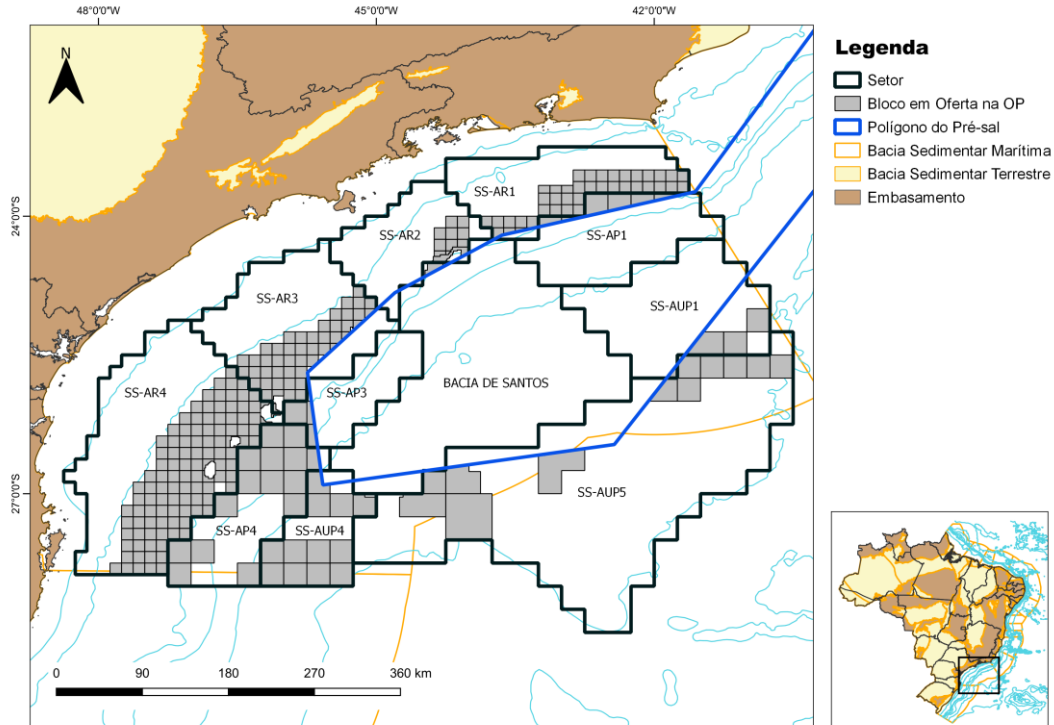 48°0'0"W
45°0'0"W
42°0'0"W
N
24°0'0"S
27°0'0"S
SS-AR1
SS-AR2
SS-AP1
SS-AR3
SS-AUP1
SS-AR4
SS-AP3
BACIA DE SANTOS
SS-AUP5
SS-AP4
SS-AUP4
0 90 180 270 360 km
Legenda
Setor
Bloco em Oferta na OP
Polígono do Pré-sal
Bacia Sedimentar Marítima
Bacia Sedimentar Terrestre
Embasamento